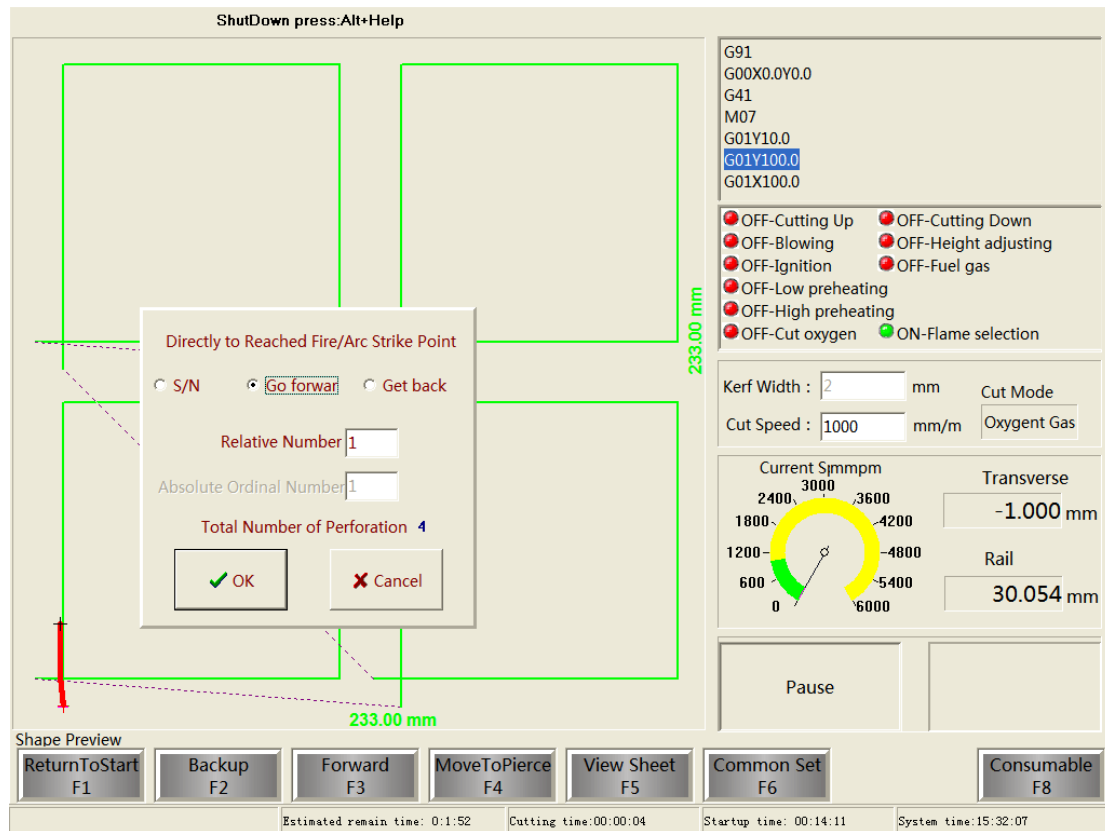 ShutDown press:Alt+Help
G91
G00X0.0Y0.0
G41
M07
G01Y10.0
G01Y100.0
G01X100.0
OFF-Cutting Up OFF-Cutting Down
OFF-Blowing OFF-Height adjusting
OFF-Ignition OFF-Fuel gas
OFF-Low preheating
OFF-High preheating
OFF-Cut oxygen ON-Flame selection
233.00 mm
Directly to Reached Fire/Arc Strike Point
S/N Go forwar Get back
Relative Number 1
Absolute Ordinal Number 1
Total Number of Perforation 4
OK Cancel
233.00 mm
Kerf Width : 2 mm
Cut Mode
Cut Speed : 1000 mm/m
Oxygent Gas
Current Smmpm
0 600 1200 1800 2400 3000 3600 4200 4800 5400 6000
Transverse
-1.000 mm
Rail
30.054 mm
Pause
Shape Preview
ReturnToStart F1
Backup F2
Forward F3
MoveToPierce F4
View Sheet F5
Common Set F6
Consumable F8
Estimated remain time: 0:1:52 Cutting time:00:00:04 Startup time: 00:14:11 System time:15:32:07